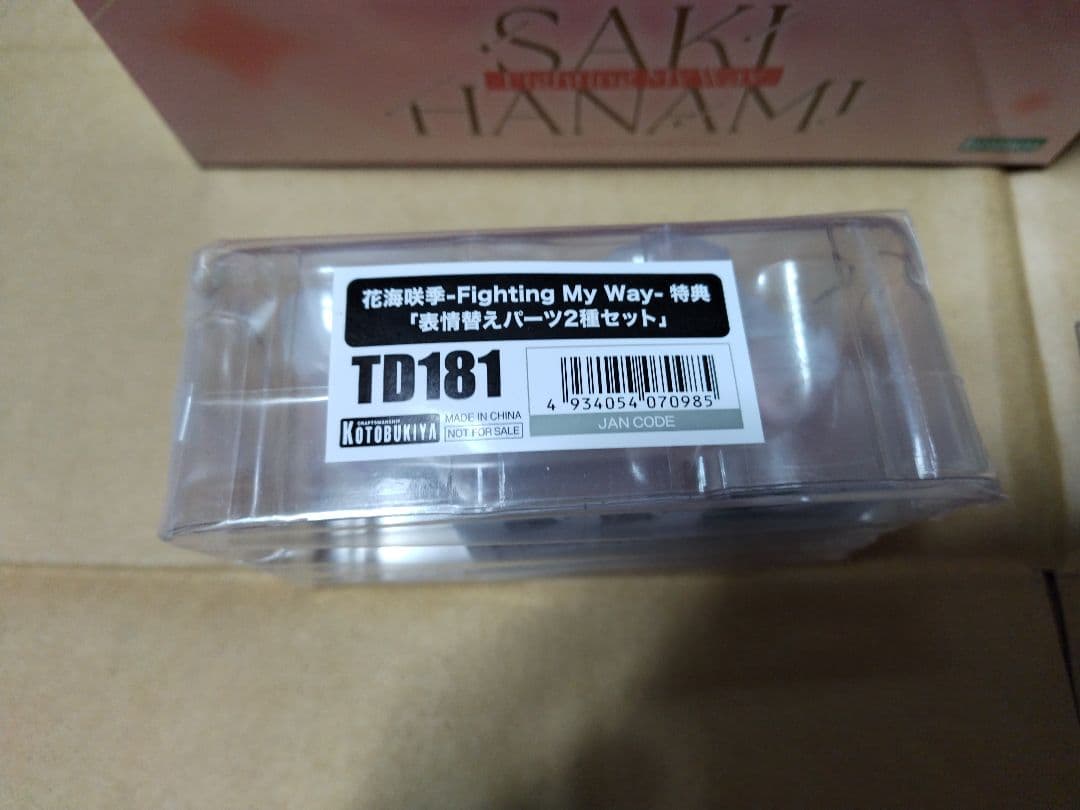 SAKI
HANAMI
花海咲季-Fighting My Way- 特典
「表情替えパーツ2種セット」
TD181
CRAFTSMANSHIP
KOTOBUKIYA
MADE IN CHINA
NOT FOR SALE
4 934054 070985
JAN CODE